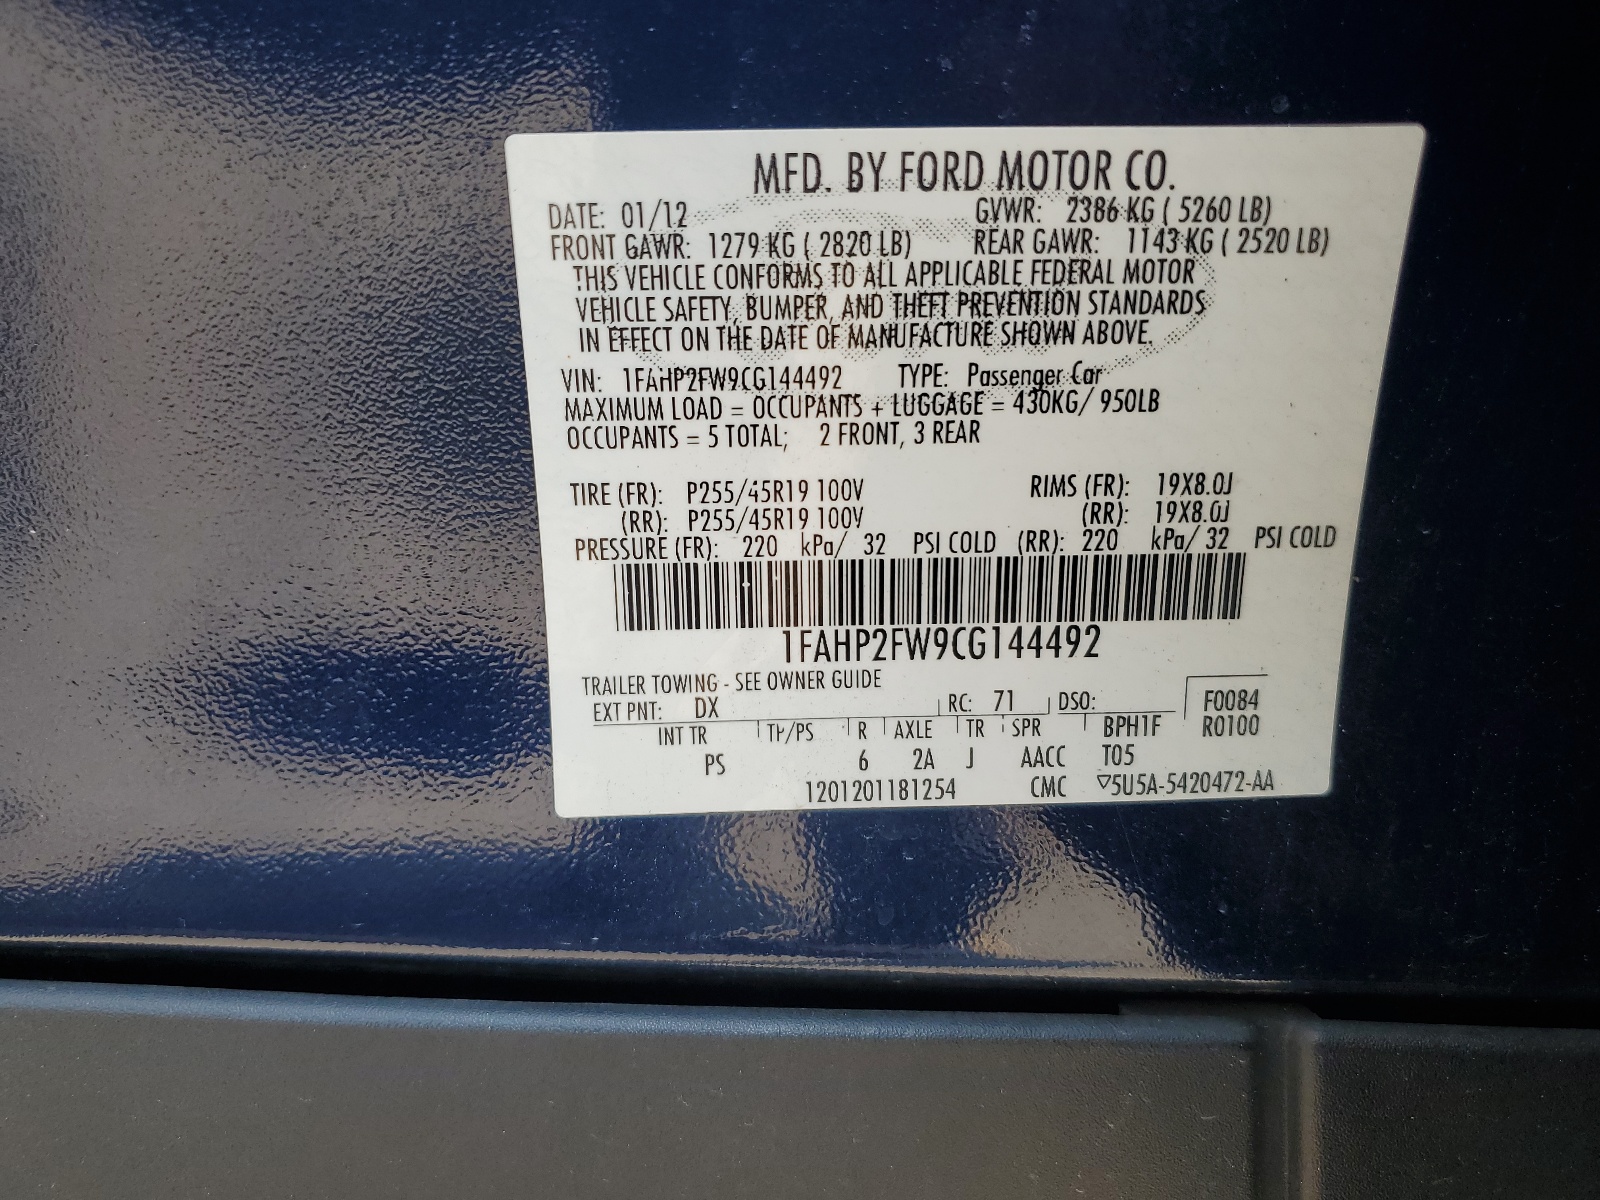 MFD. BY FORD MOTOR CO.
DATE: 01/12 GVWR: 2386 KG ( 5260 LB)
FRONT GAWR: 1279 KG ( 2820 LB) REAR GAWR: 1143 KG ( 2520 LB)
THIS VEHICLE CONFORMS TO ALL APPLICABLE FEDERAL MOTOR
VEHICLE SAFETY, BUMPER, AND THEFT PREVENTION STANDARDS
IN EFFECT ON THE DATE OF MANUFACTURE SHOWN ABOVE.
VIN: 1FAHP2FW9CG144492 TYPE: Passenger Car
MAXIMUM LOAD = OCCUPANTS + LUGGAGE = 430KG/ 950LB
OCCUPANTS = 5 TOTAL; 2 FRONT, 3 REAR
TIRE (FR): P255/45R19 100V RIMS (FR): 19X8.0J
(RR): P255/45R19 100V (RR): 19X8.0J
PRESSURE (FR): 220 kPa/ 32 PSI COLD (RR): 220 kPa/ 32 PSI COLD
1FAHP2FW9CG144492
TRAILER TOWING - SEE OWNER GUIDE
EXT PNT: DX RC: 71 DSO: F0084
INT TR TP/PS R AXLE TR SPR BPH1F R0100
PS 6 2A J AACC T05
1201201181254 CMC ▽5U5A-5420472-AA